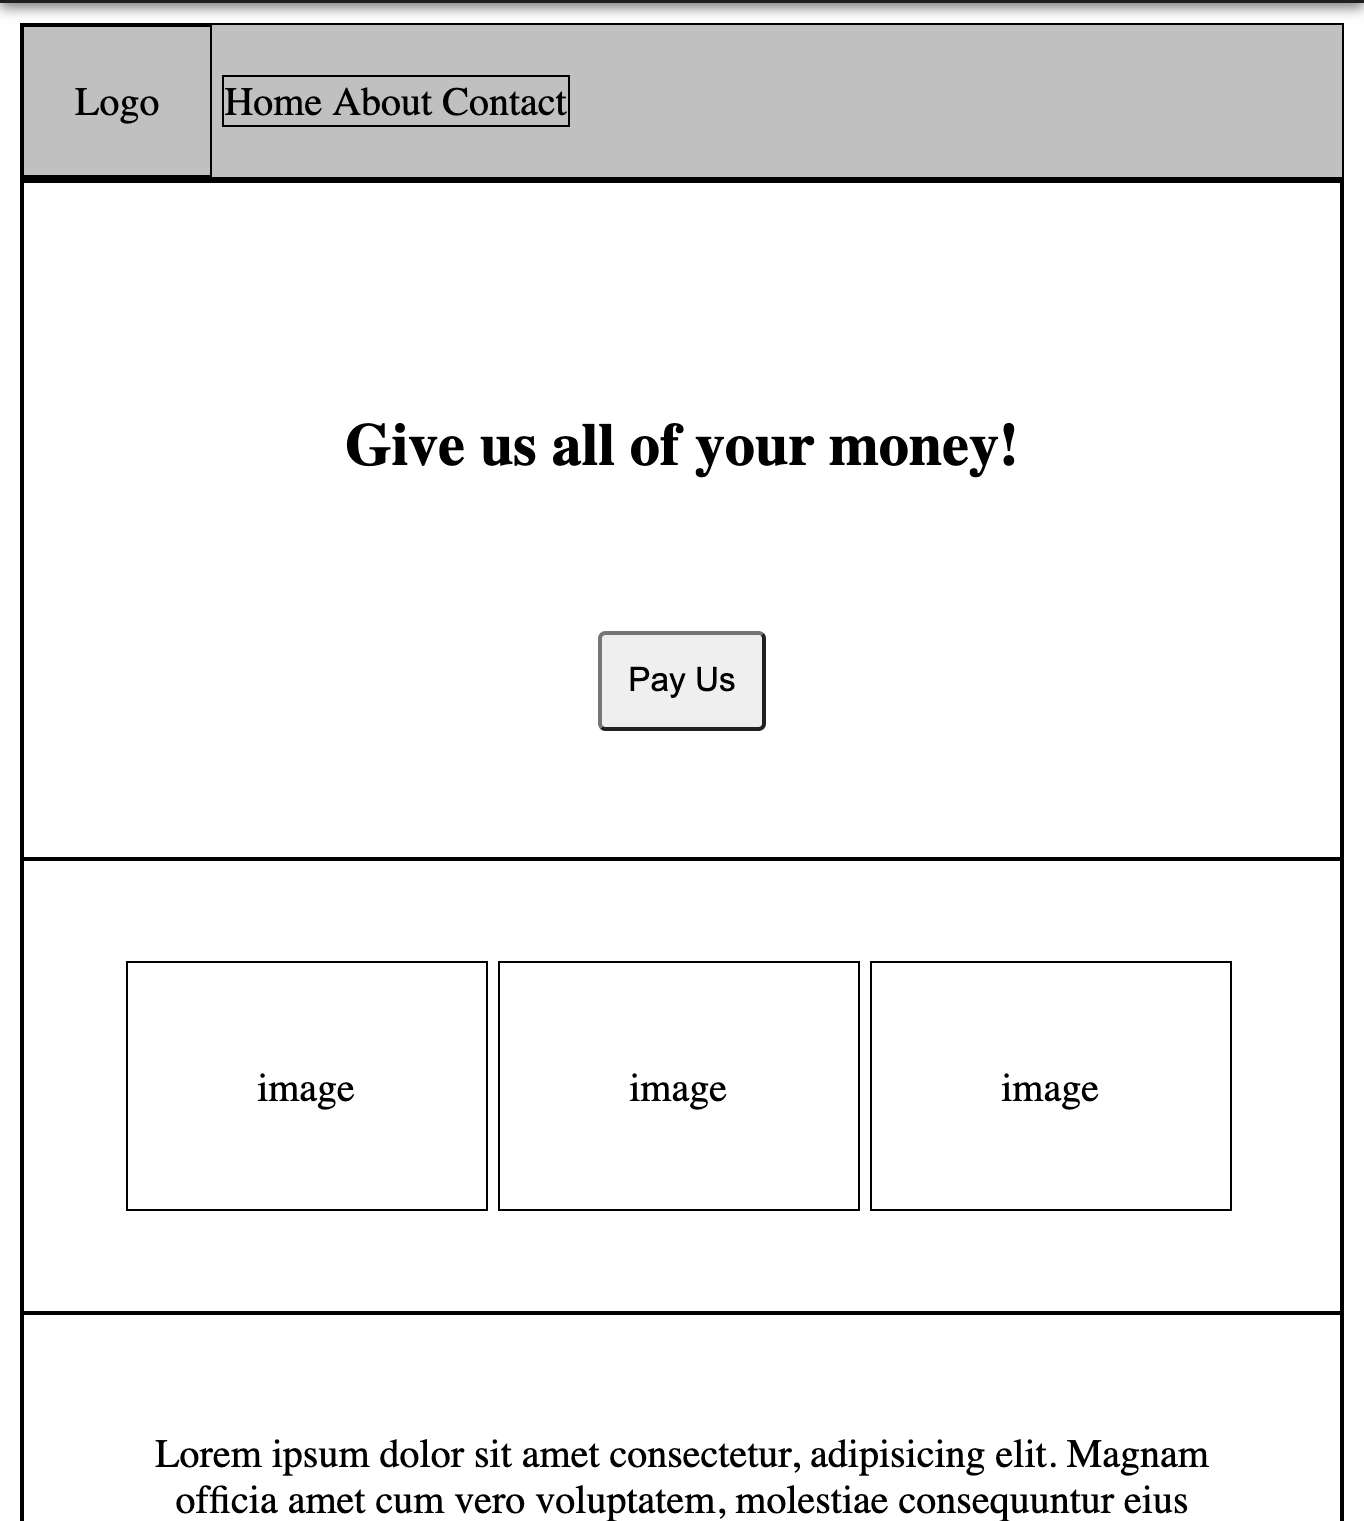 Logo
Home About Contact
Give us all of your money!
Pay Us
image image image
Lorem ipsum dolor sit amet consectetur, adipisicing elit. Magnam
officia amet cum vero voluptatem, molestiae consequuntur eius